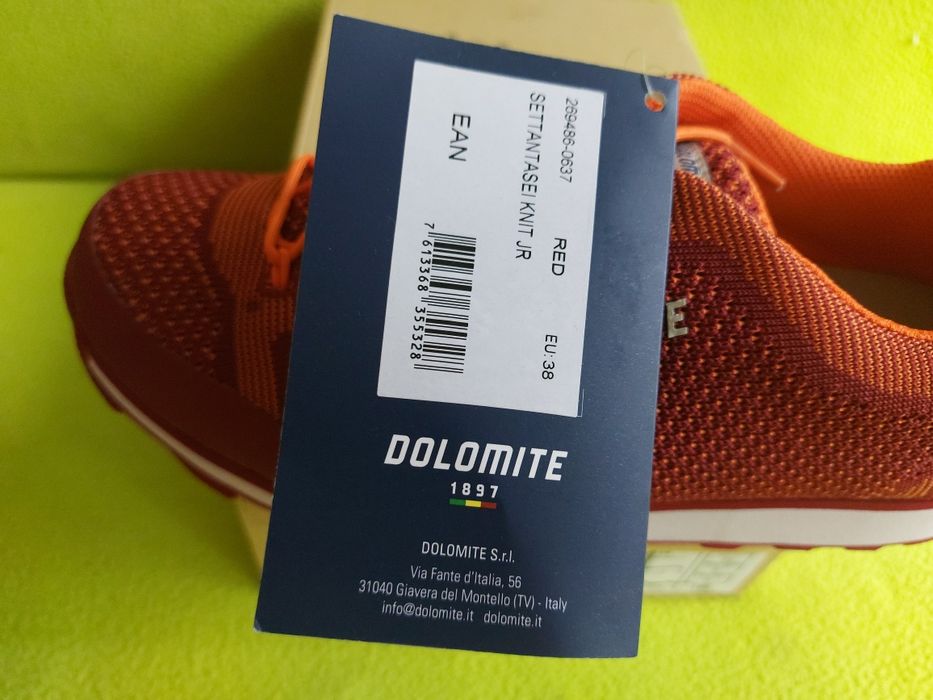 269486-0637 RED EU:38
SETTANTASEI KNIT JR
EAN
7 613368 355328
DOLOMITE
1897
DOLOMITE S.r.l.
Via Fante d'Italia, 56
31040 Giavera del Montello (TV) - Italy
info@dolomite.it dolomite.it
E